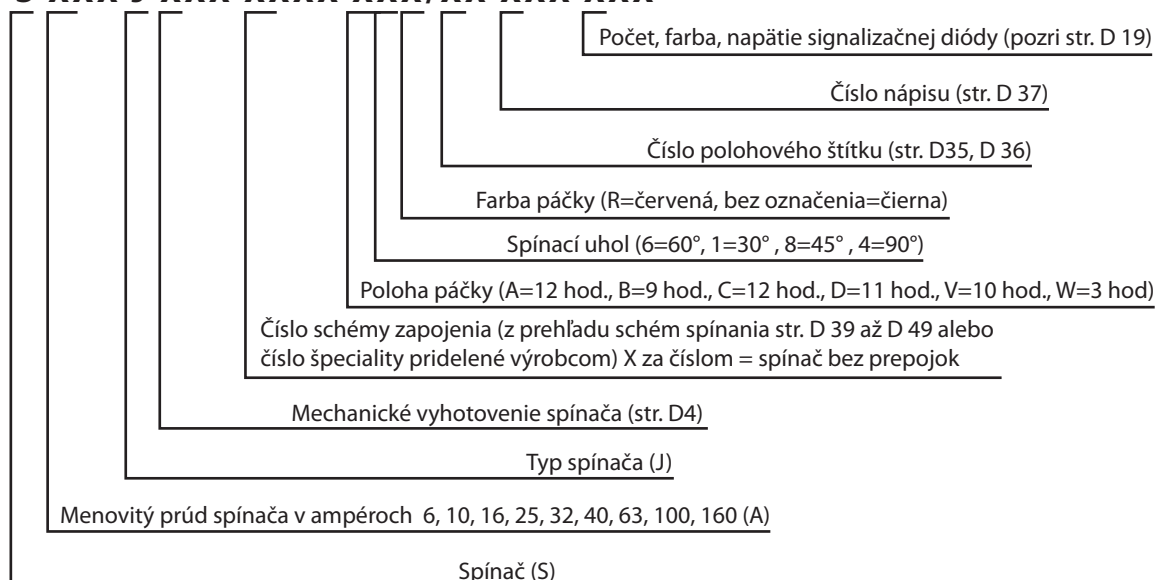 Počet, farba, napätie signalizačnej diódy (pozri str. D 19)
Číslo nápisu (str. D 37)
Číslo polohového štítku (str. D35, D 36)
Farba páčky (R=červená, bez označenia=čierna)
Spínací uhol (6=60°, 1=30° , 8=45° , 4=90°)
Poloha páčky (A=12 hod., B=9 hod., C=12 hod., D=11 hod., V=10 hod., W=3 hod)
Číslo schémy zapojenia (z prehľadu schém spínania str. D 39 až D 49 alebo
číslo špeciality pridelené výrobcom) X za číslom = spínač bez prepojok
Mechanické vyhotovenie spínača (str. D4)
Typ spínača (J)
Menovitý prúd spínača v ampéroch 6, 10, 16, 25, 32, 40, 63, 100, 160 (A)
Spínač (S)